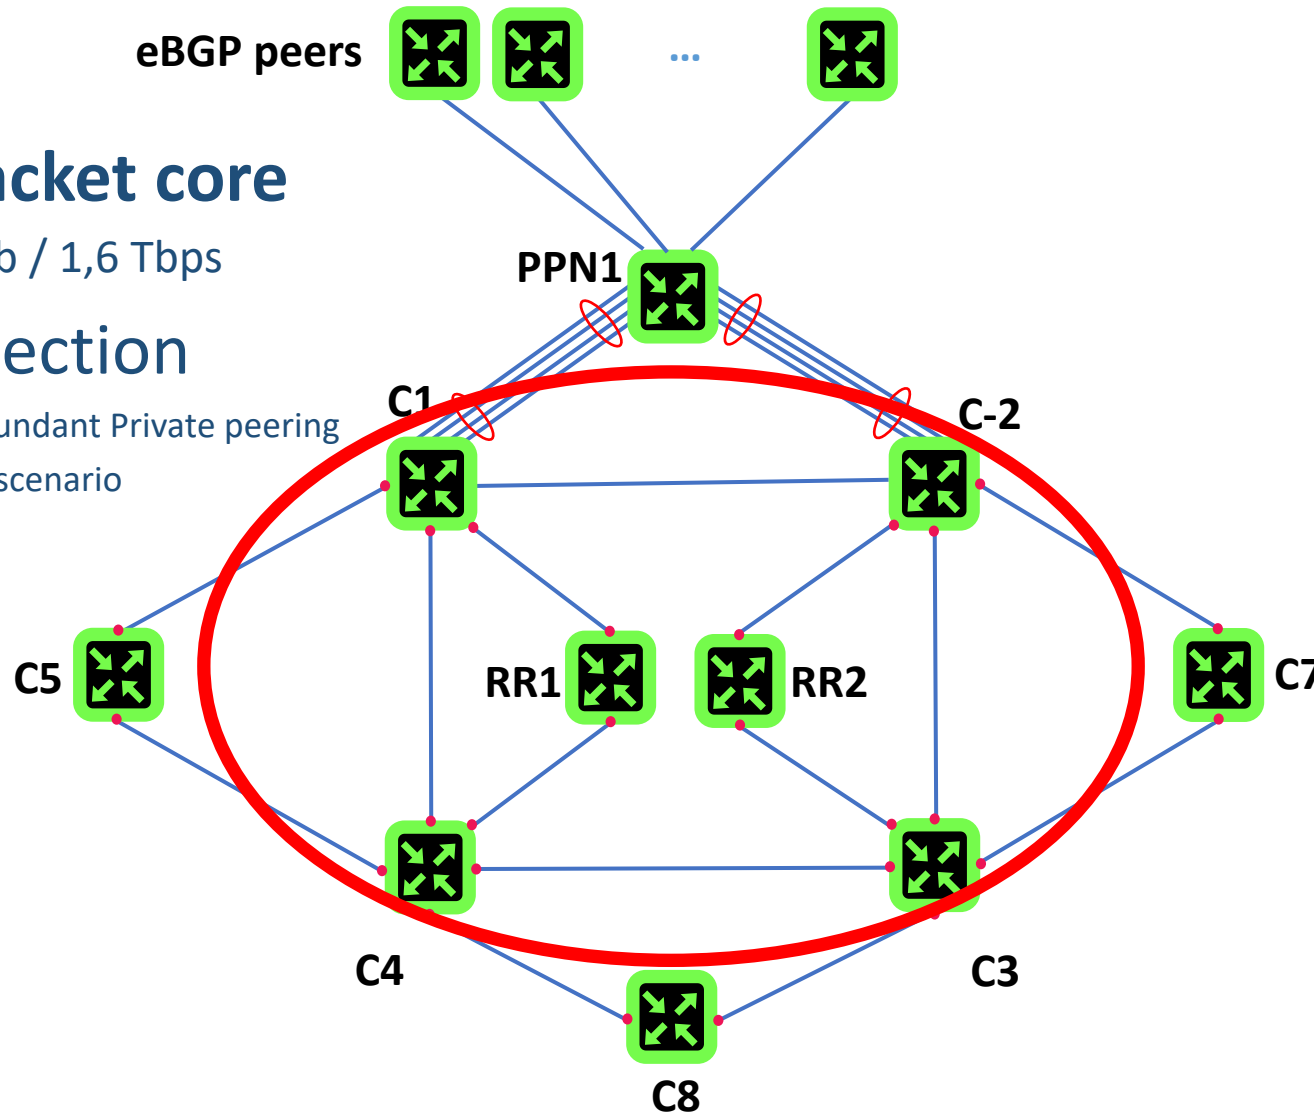 eBGP peers
...
acket core
b / 1,6 Tbps
PPN1
ection
C1
C-2
undant Private peering
scenario
C5
RR1
RR2
C7
C4
C3
C8